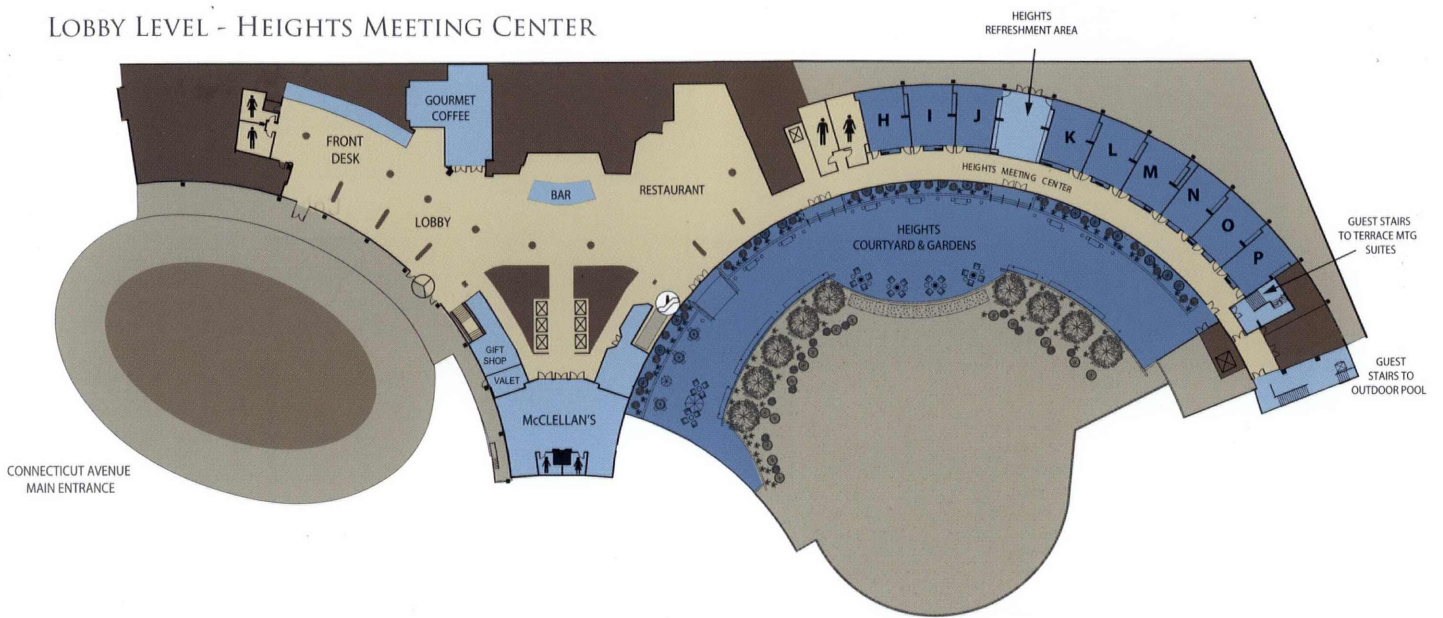 LOBBY LEVEL - HEIGHTS MEETING CENTER
HEIGHTS
REFRESHMENT AREA
GOURMET
COFFEE
FRONT
DESK
BAR
RESTAURANT
LOBBY
H
I
J
K
L
M
N
O
P
HEIGHTS MEETING CENTER
HEIGHTS
COURTYARD & GARDENS
GUEST STAIRS
TO TERRACE MTG
SUITES
GIFT
SHOP
VALET
McCLELLAN'S
GUEST
STAIRS TO
OUTDOOR POOL
CONNECTICUT AVENUE
MAIN ENTRANCE